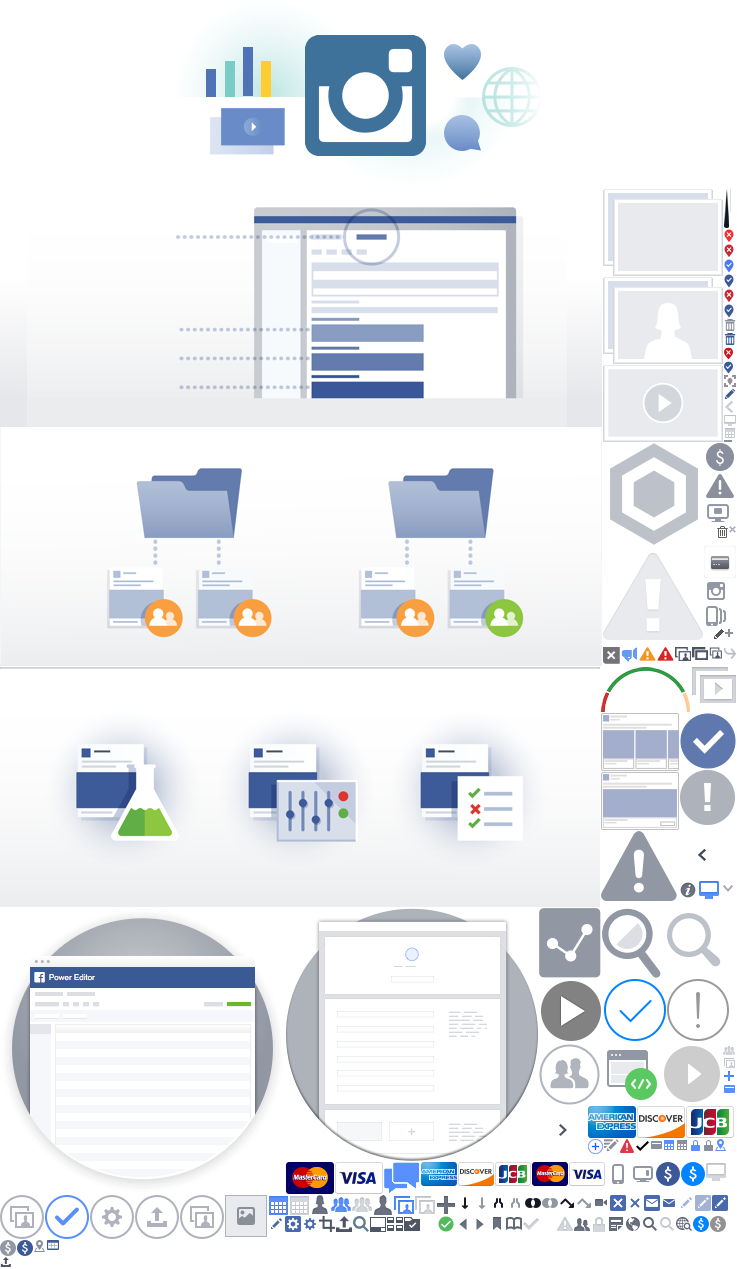 Power Editor
AMERICAN EXPRESS
DISCOVER
JCB
MasterCard
VISA
AMERICAN EXPRESS
DISCOVER
JCB
MasterCard
VISA